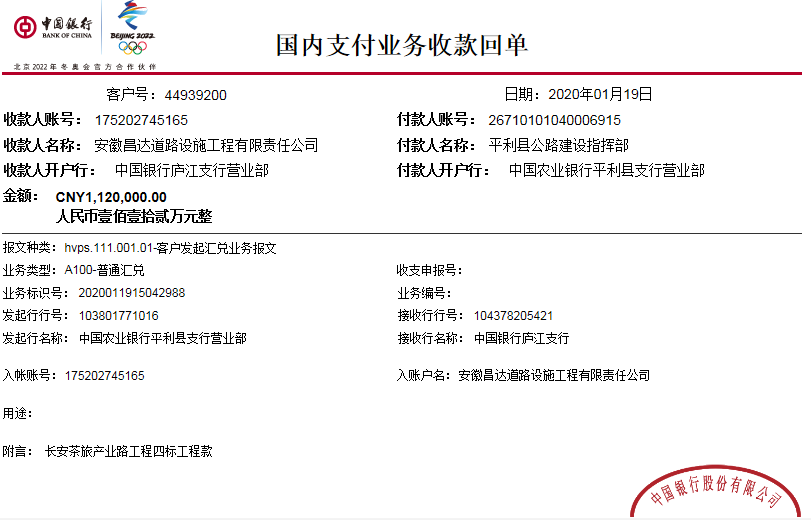 中国银行
BANK OF CHINA
BEIJING 2022
北京2022年冬奥会官方合作伙伴
国内支付业务收款回单
客户号：44939200 日期：2020年01月19日
收款人账号：175202745165 付款人账号：26710101040006915
收款人名称：安徽昌达道路设施工程有限责任公司 付款人名称：平利县公路建设指挥部
收款人开户行：中国银行庐江支行营业部 付款人开户行：中国农业银行平利县支行营业部
金额：CNY1,120,000.00
人民币壹佰壹拾贰万元整
报文种类：hvps.111.001.01-客户发起汇兑业务报文
业务类型：A100-普通汇兑 收支申报号：
业务标识号：2020011915042988 业务编号：
发起行行号：103801771016 接收行行号：104378205421
发起行名称：中国农业银行平利县支行营业部 接收行名称：中国银行庐江支行
入帐账号：175202745165 入账户名：安徽昌达道路设施工程有限责任公司
用途：
附言：长安茶旅产业路工程四标工程款
中国银行股份有限公司